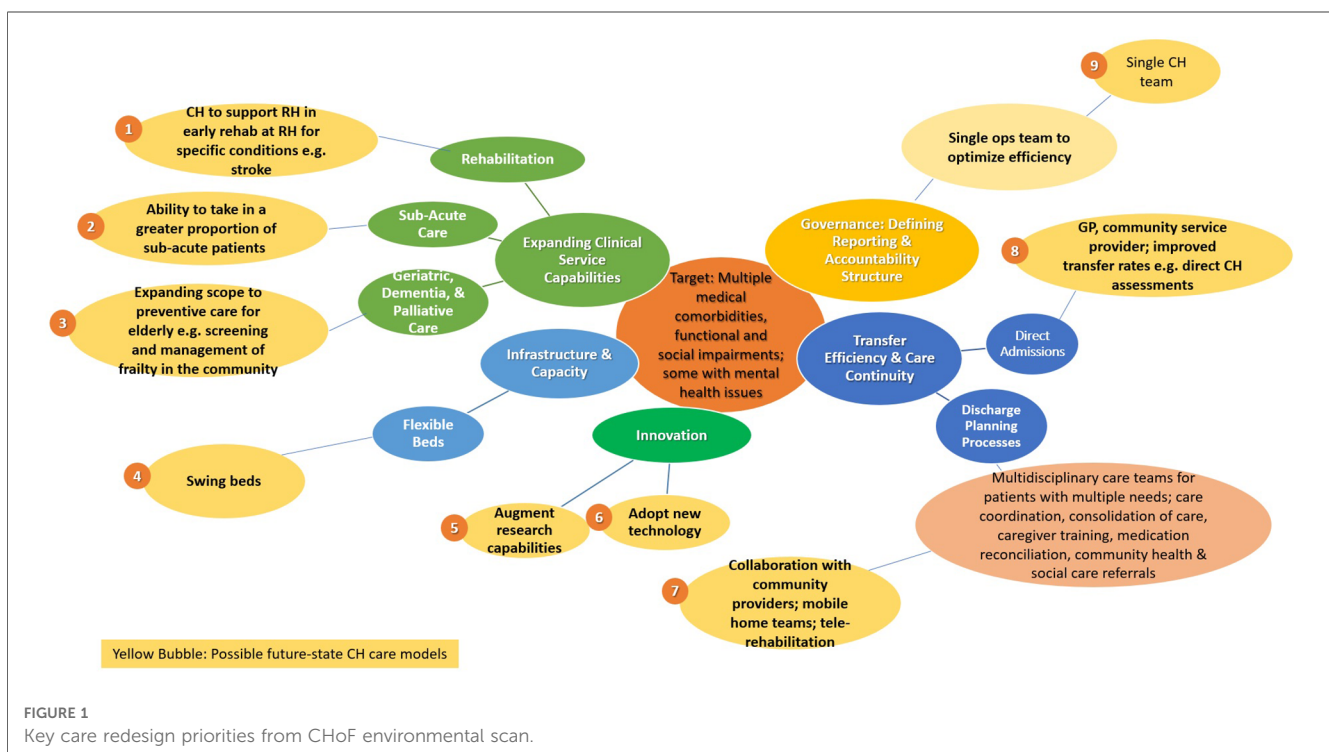 9
Single CH
team
1
CH to support RH in
early rehab at RH for
specific conditions e.g.
stroke
Rehabilitation
Single ops team to
optimize efficiency
2
Ability to take in a
greater proportion of
sub-acute patients
Sub-Acute
Care
Expanding Clinical
Service
Capabilities
Governance: Defining
Reporting &
Accountability
Structure
8
GP, community service
provider; improved
transfer rates e.g. direct CH
assessments
3
Expanding scope to
preventive care for
elderly e.g. screening
and management of
frailty in the community
Geriatric,
Dementia, &
Palliative Care
Target: Multiple
medical
comorbidities,
functional and
social impairments;
some with mental
health issues
Infrastructure &
Capacity
Transfer
Efficiency & Care
Continuity
Direct
Admissions
Flexible
Beds
Innovation
Discharge
Planning
Processes
4
Swing beds
5
Augment
research
capabilities
6
Adopt new
technology
Multidisciplinary care teams for
patients with multiple needs; care
coordination, consolidation of care,
caregiver training, medication
reconciliation, community health &
social care referrals
7
Collaboration with
community
providers; mobile
home teams; tele-
rehabilitation
Yellow Bubble: Possible future-state CH care models
FIGURE 1
Key care redesign priorities from CHoF environmental scan.